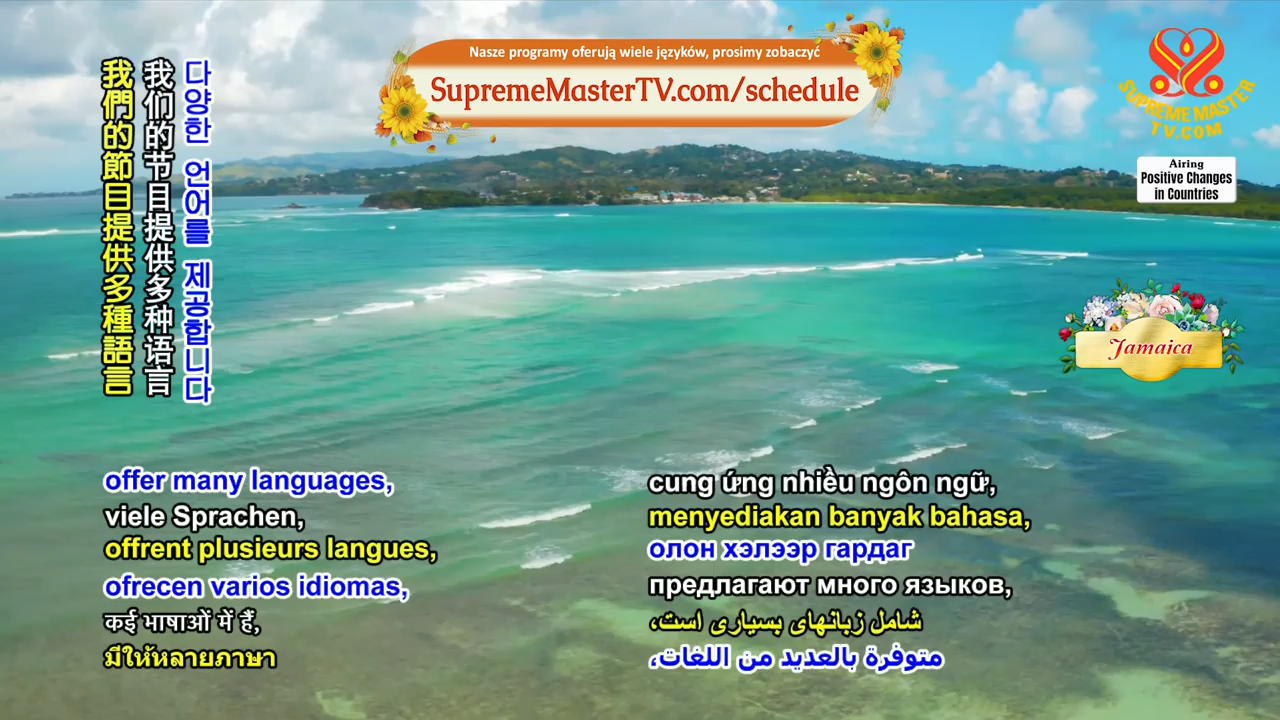 Nasze programy oferują wiele języków, prosimy zobaczyć
SupremeMasterTV.com/schedule
SUPREME MASTER
TV.COM
Airing
Positive Changes
in Countries
Jamaica
다양한 언어를 제공합니다
我们的节目提供多种语言
我們的節目提供多種語言
offer many languages,
viele Sprachen,
offrent plusieurs langues,
ofrecen varios idiomas,
कई भाषाओं में हैं,
มีให้หลายภาษา
cung ứng nhiều ngôn ngữ,
menyediakan banyak bahasa,
олон хэлээр гардаг
предлагают много языков,
شامل زبانهای بسیاری است،
متوفرة بالعديد من اللغات،